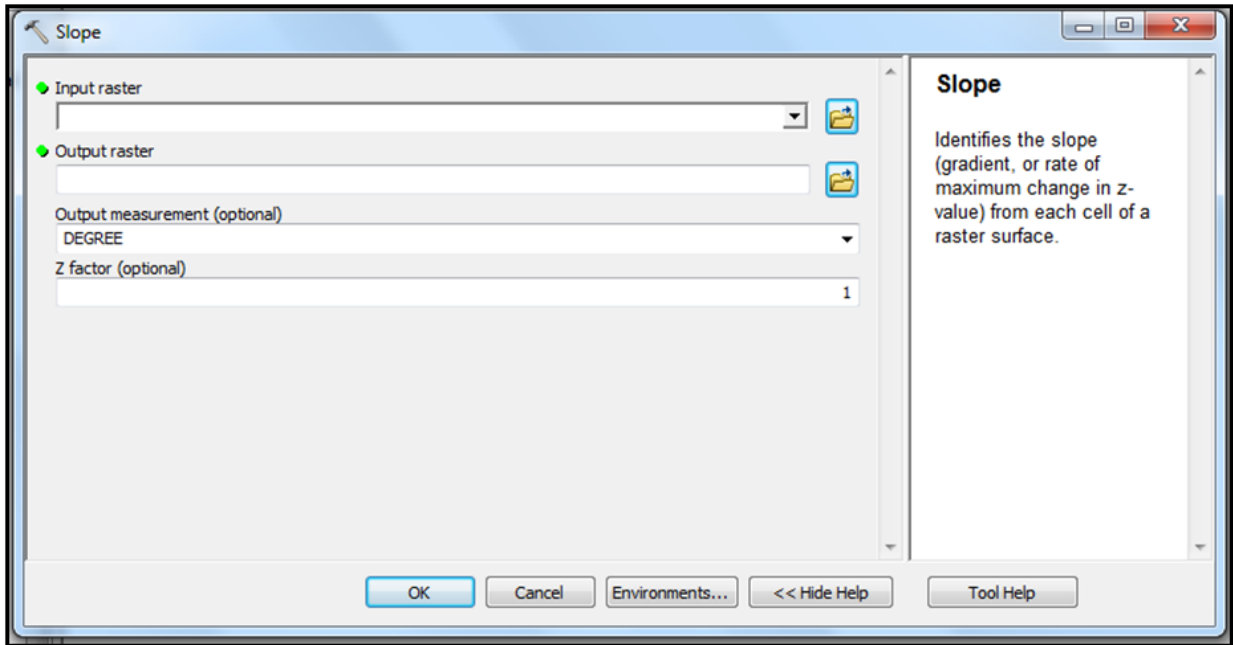 Slope
Input raster
Output raster
Output measurement (optional)
DEGREE
Z factor (optional)
1
OK
Cancel
Environments...
<< Hide Help
Slope
Identifies the slope
(gradient, or rate of
maximum change in z-
value) from each cell of a
raster surface.
Tool Help